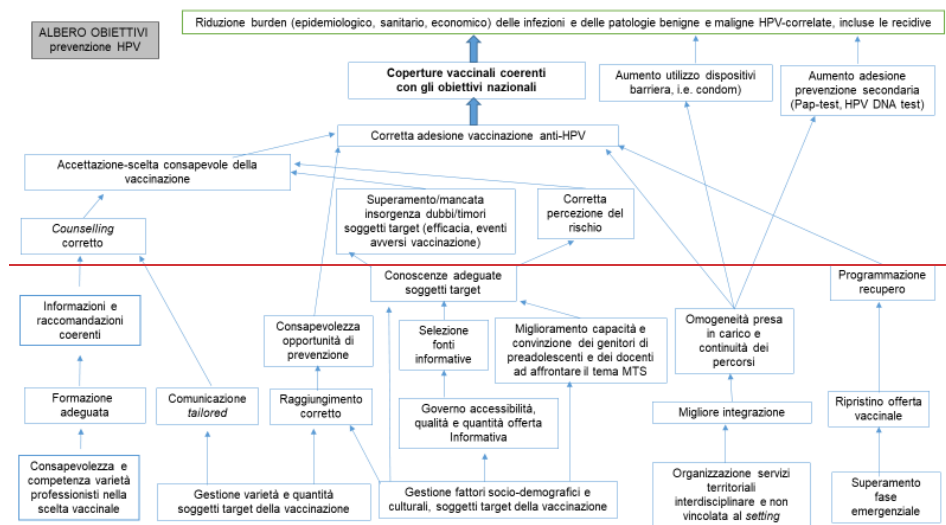 ALBERO OBIETTIVI
prevenzione HPV
Riduzione burden (epidemiologico, sanitario, economico) delle infezioni e delle patologie benigne e maligne HPV-correlate, incluse le recidive
Coperture vaccinali coerenti
con gli obiettivi nazionali
Aumento utilizzo dispositivi
barriera, i.e. condom)
Aumento adesione
prevenzione secondaria
(Pap-test, HPV DNA test)
Corretta adesione vaccinazione anti-HPV
Accettazione-scelta consapevole della
vaccinazione
Superamento/mancata
insorgenza dubbi/timori
soggetti target (efficacia, eventi
avversi vaccinazione)
Corretta
percezione del
rischio
Counselling
corretto
Conoscenze adeguate
soggetti target
Programmazione
recupero
Informazioni e
raccomandazioni
coerenti
Consapevolezza
opportunità di
prevenzione
Selezione
fonti
informative
Miglioramento capacità e
convinzione dei genitori di
preadolescenti e dei docenti
ad affrontare il tema MTS
Omogeneità presa
in carico e
continuità dei
percorsi
Formazione
adeguata
Comunicazione
tailored
Raggiungimento
corretto
Governo accessibilità,
qualità e quantità offerta
Informativa
Migliore integrazione
Ripristino offerta
vaccinale
Consapevolezza e
competenza varietà
professionisti nella
scelta vaccinale
Gestione varietà e quantità
soggetti target della vaccinazione
Gestione fattori socio-demografici e
culturali, soggetti target della vaccinazione
Organizzazione servizi
territoriali
interdisciplinare e non
vincolata al setting
Superamento
fase
emergenziale